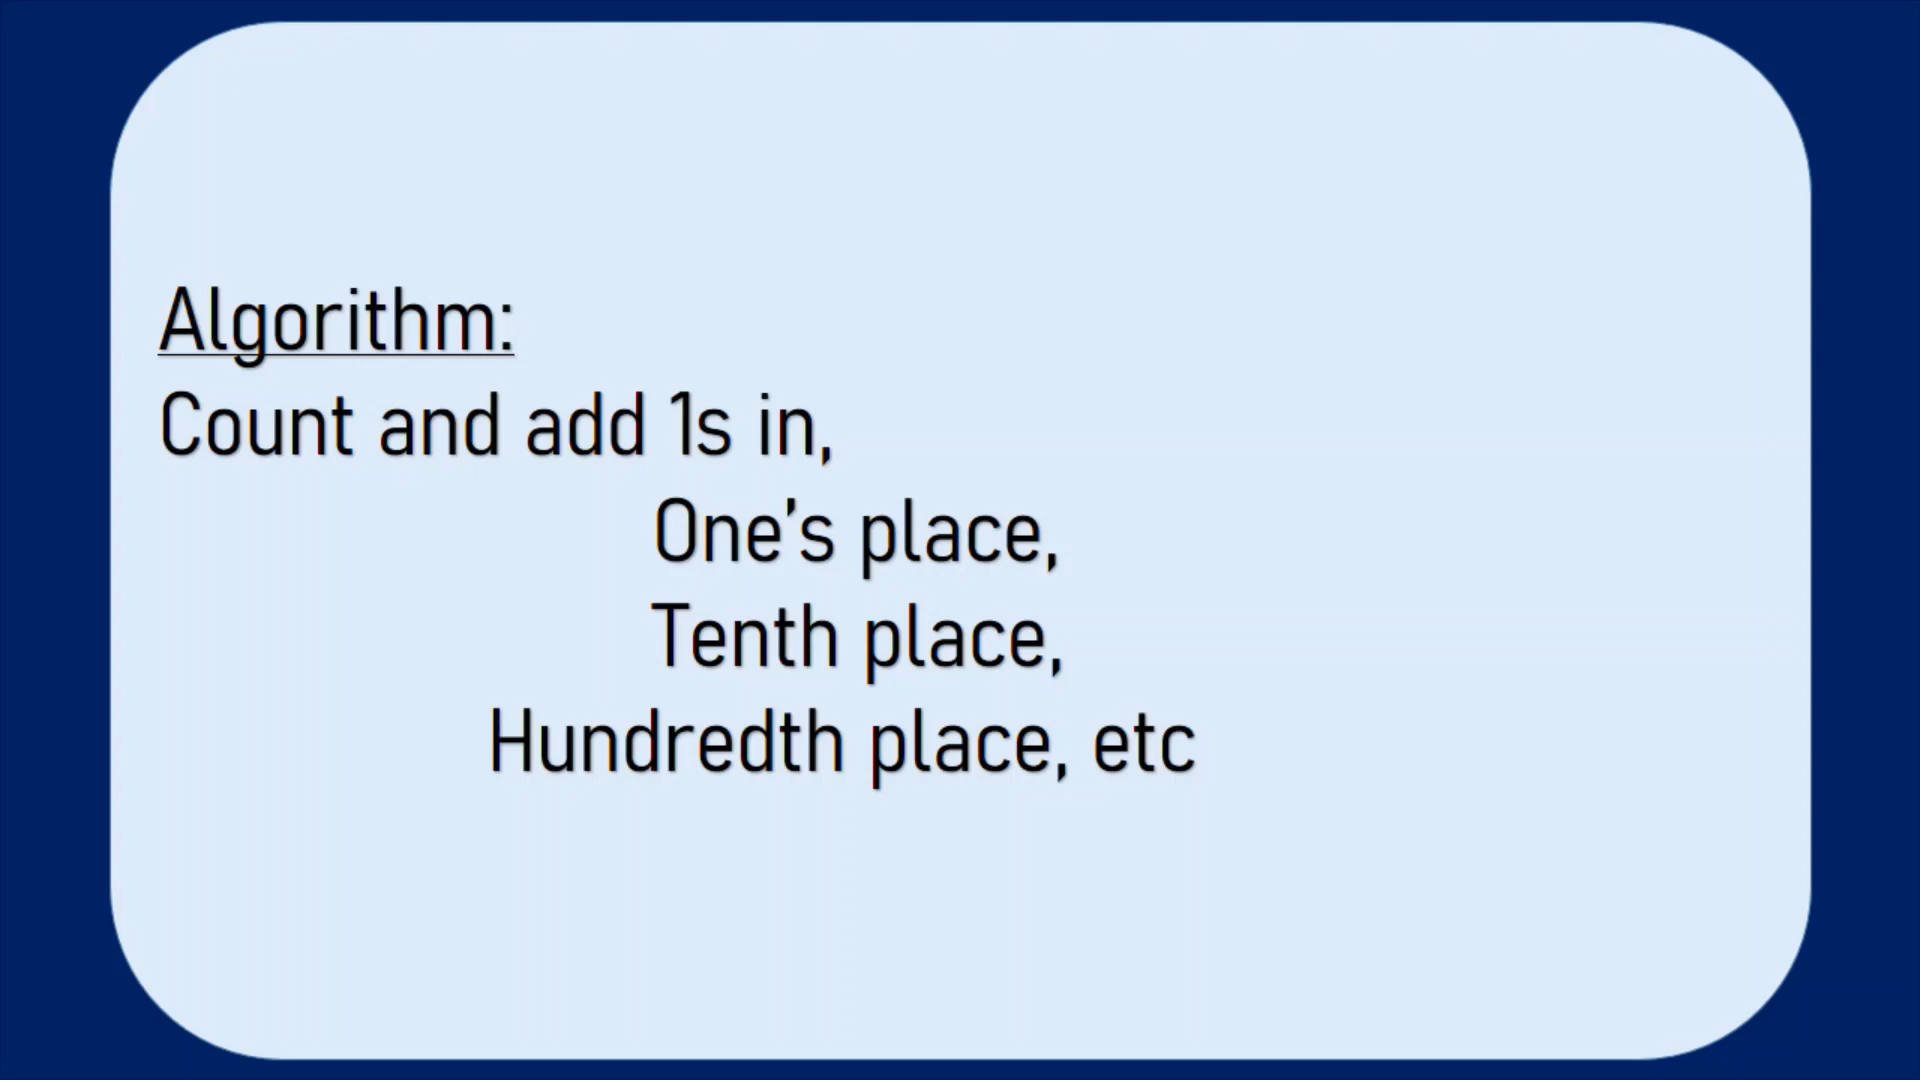 Algorithm:
Count and add 1s in,
One’s place,
Tenth place,
Hundredth place, etc